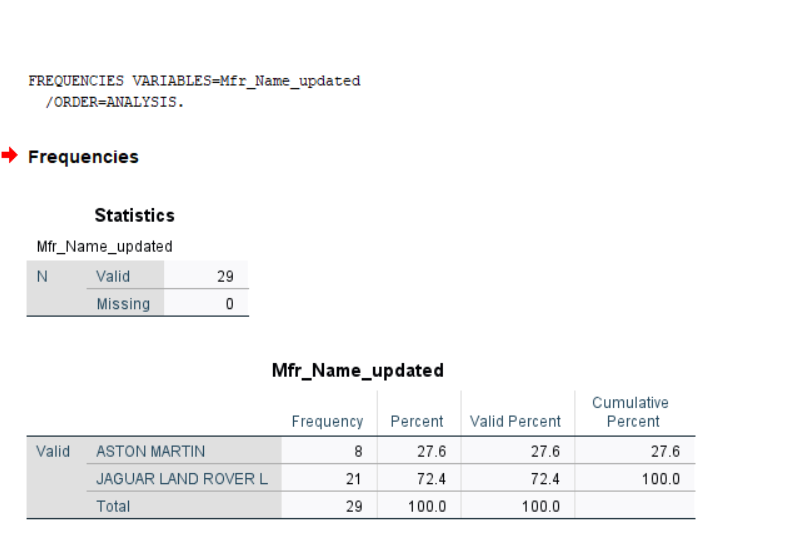 FREQUENCIES VARIABLES=Mfr_Name_updated
/ORDER=ANALYSIS.
Frequencies
Statistics
Mfr_Name_updated
N Valid 29
Missing 0
Mfr_Name_updated
Frequency Percent Valid Percent Cumulative Percent
Valid ASTON MARTIN 8 27.6 27.6 27.6
JAGUAR LAND ROVER L 21 72.4 72.4 100.0
Total 29 100.0 100.0